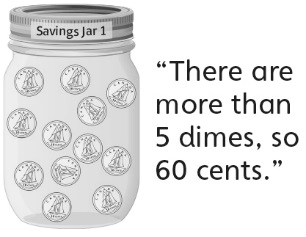 Savings Jar 1
“There are
more than
5 dimes, so
60 cents.”